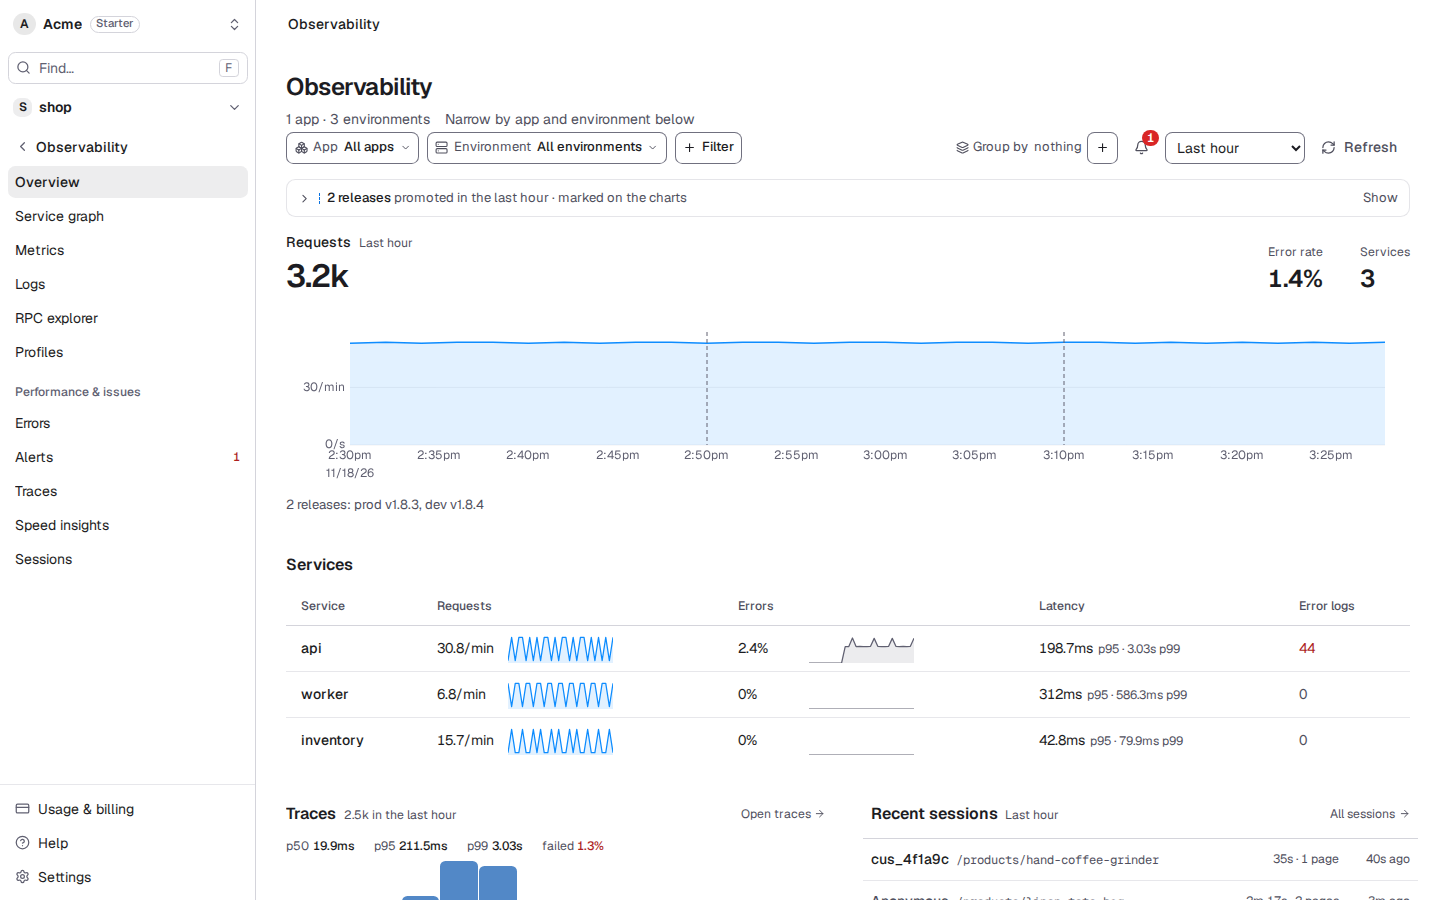 A Acme Starter
Find... F
S shop
Observability
Overview
Service graph
Metrics
Logs
RPC explorer
Profiles
Performance & issues
Errors
Alerts 1
Traces
Speed insights
Sessions
Usage & billing
Help
Settings
Observability
Observability
1 app · 3 environments Narrow by app and environment below
App All apps Environment All environments Filter Group by nothing 1 Last hour Refresh
2 releases promoted in the last hour · marked on the charts Show
Requests Last hour
3.2k
Error rate Services
1.4% 3
30/min
0/s
2:30pm 2:35pm 2:40pm 2:45pm 2:50pm 2:55pm 3:00pm 3:05pm 3:10pm 3:15pm 3:20pm 3:25pm
11/18/26
2 releases: prod v1.8.3, dev v1.8.4
Services
Service Requests Errors Latency Error logs
api 30.8/min 2.4% 198.7ms p95 · 3.03s p99 44
worker 6.8/min 0% 312ms p95 · 586.3ms p99 0
inventory 15.7/min 0% 42.8ms p95 · 79.9ms p99 0
Traces 2.5k in the last hour Open traces →
p50 19.9ms p95 211.5ms p99 3.03s failed 1.3%
Recent sessions Last hour All sessions →
cus_4f1a9c /products/hand-coffee-grinder 35s · 1 page 40s ago